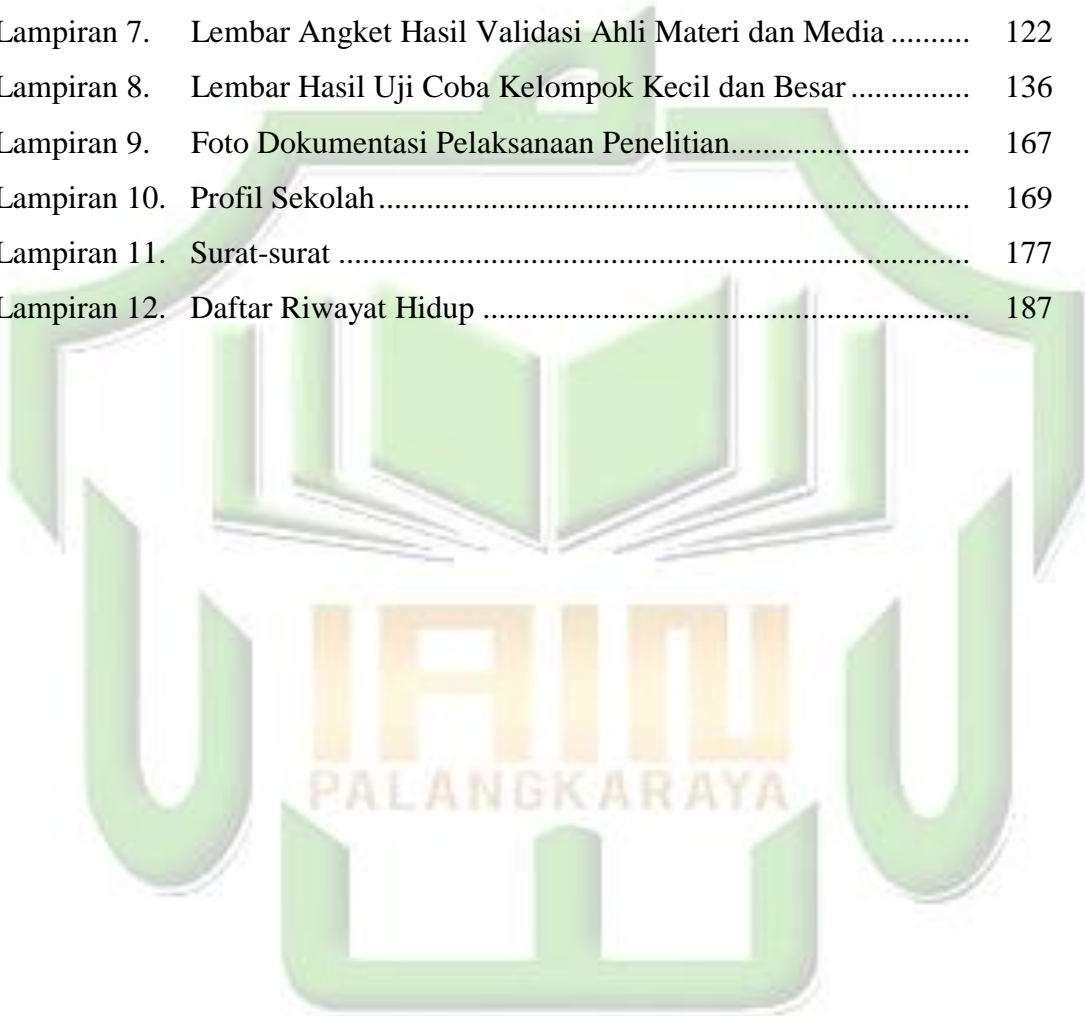 Lampiran 7. Lembar Angket Hasil Validasi Ahli Materi dan Media .......... 122
Lampiran 8. Lembar Hasil Uji Coba Kelompok Kecil dan Besar ............... 136
Lampiran 9. Foto Dokumentasi Pelaksanaan Penelitian.............................. 167
Lampiran 10. Profil Sekolah.......................................................................... 169
Lampiran 11. Surat-surat ............................................................................... 177
Lampiran 12. Daftar Riwayat Hidup ............................................................. 187
IAIN
PALANGKARAYA